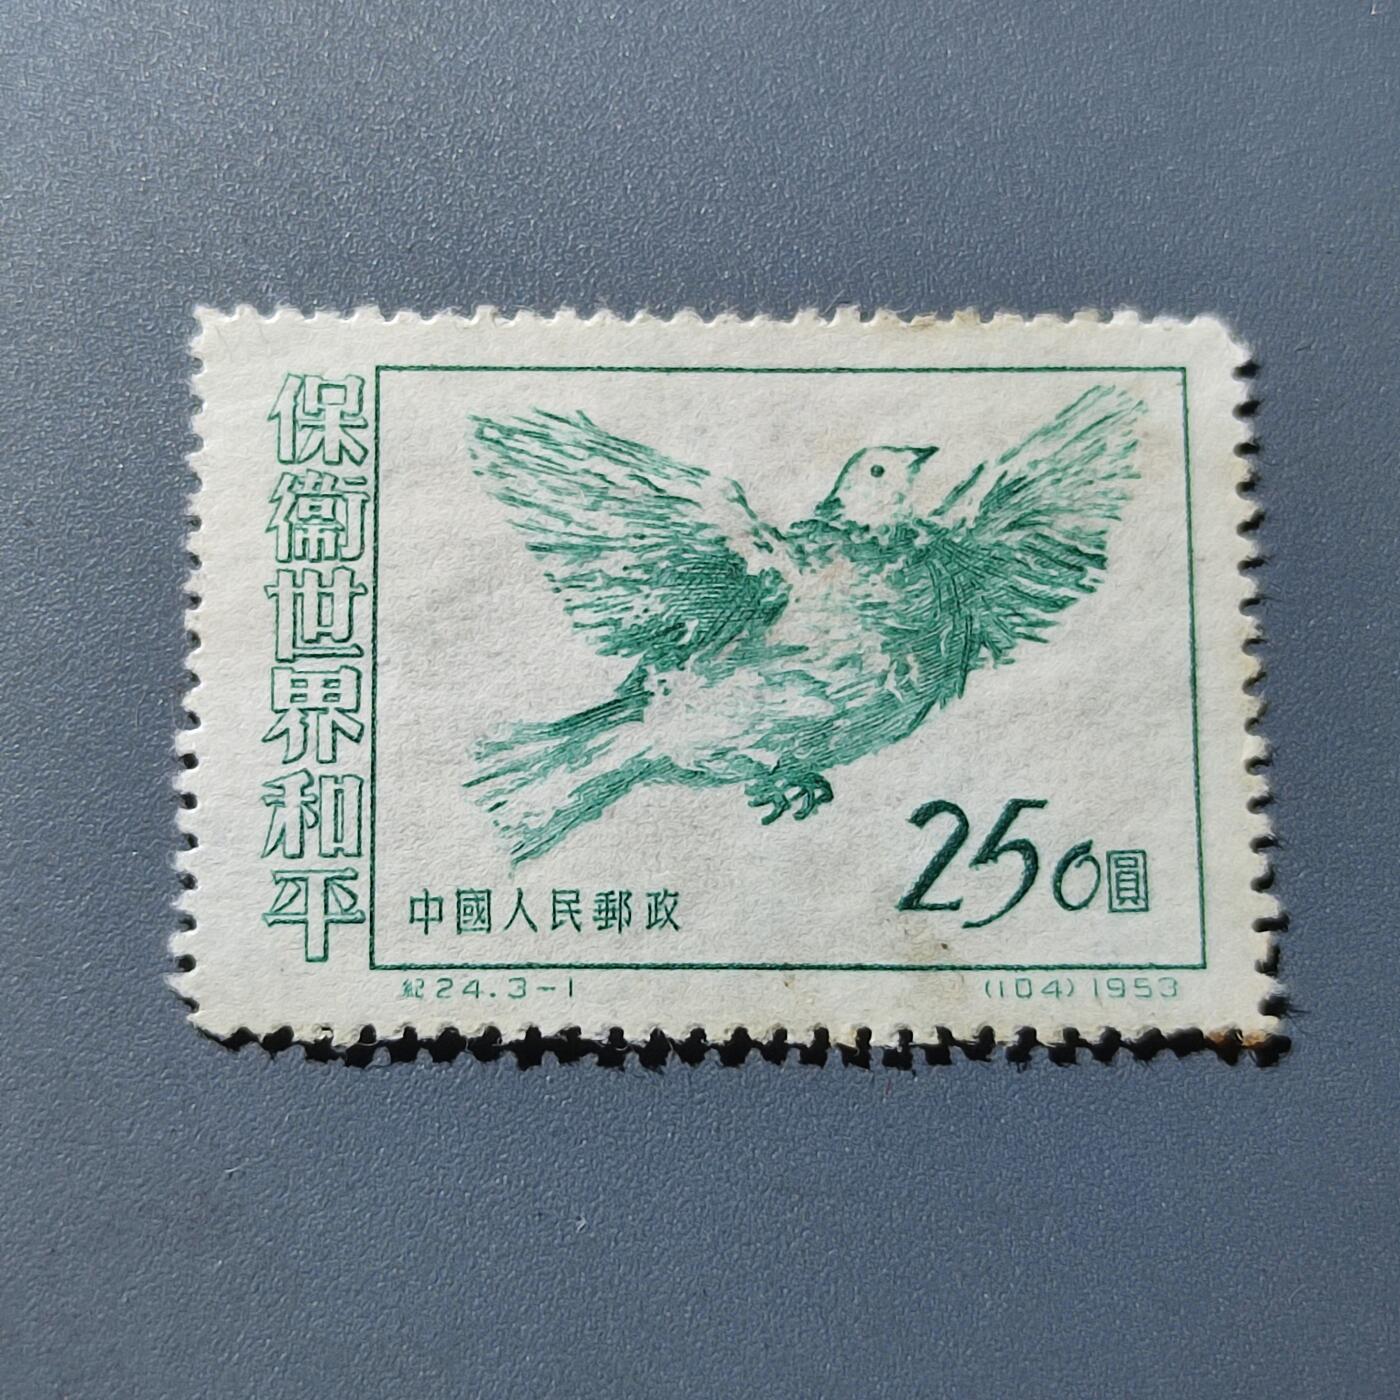 保衞世界和平
250圓
中國人民郵政
紀24.3-1
(104)1953